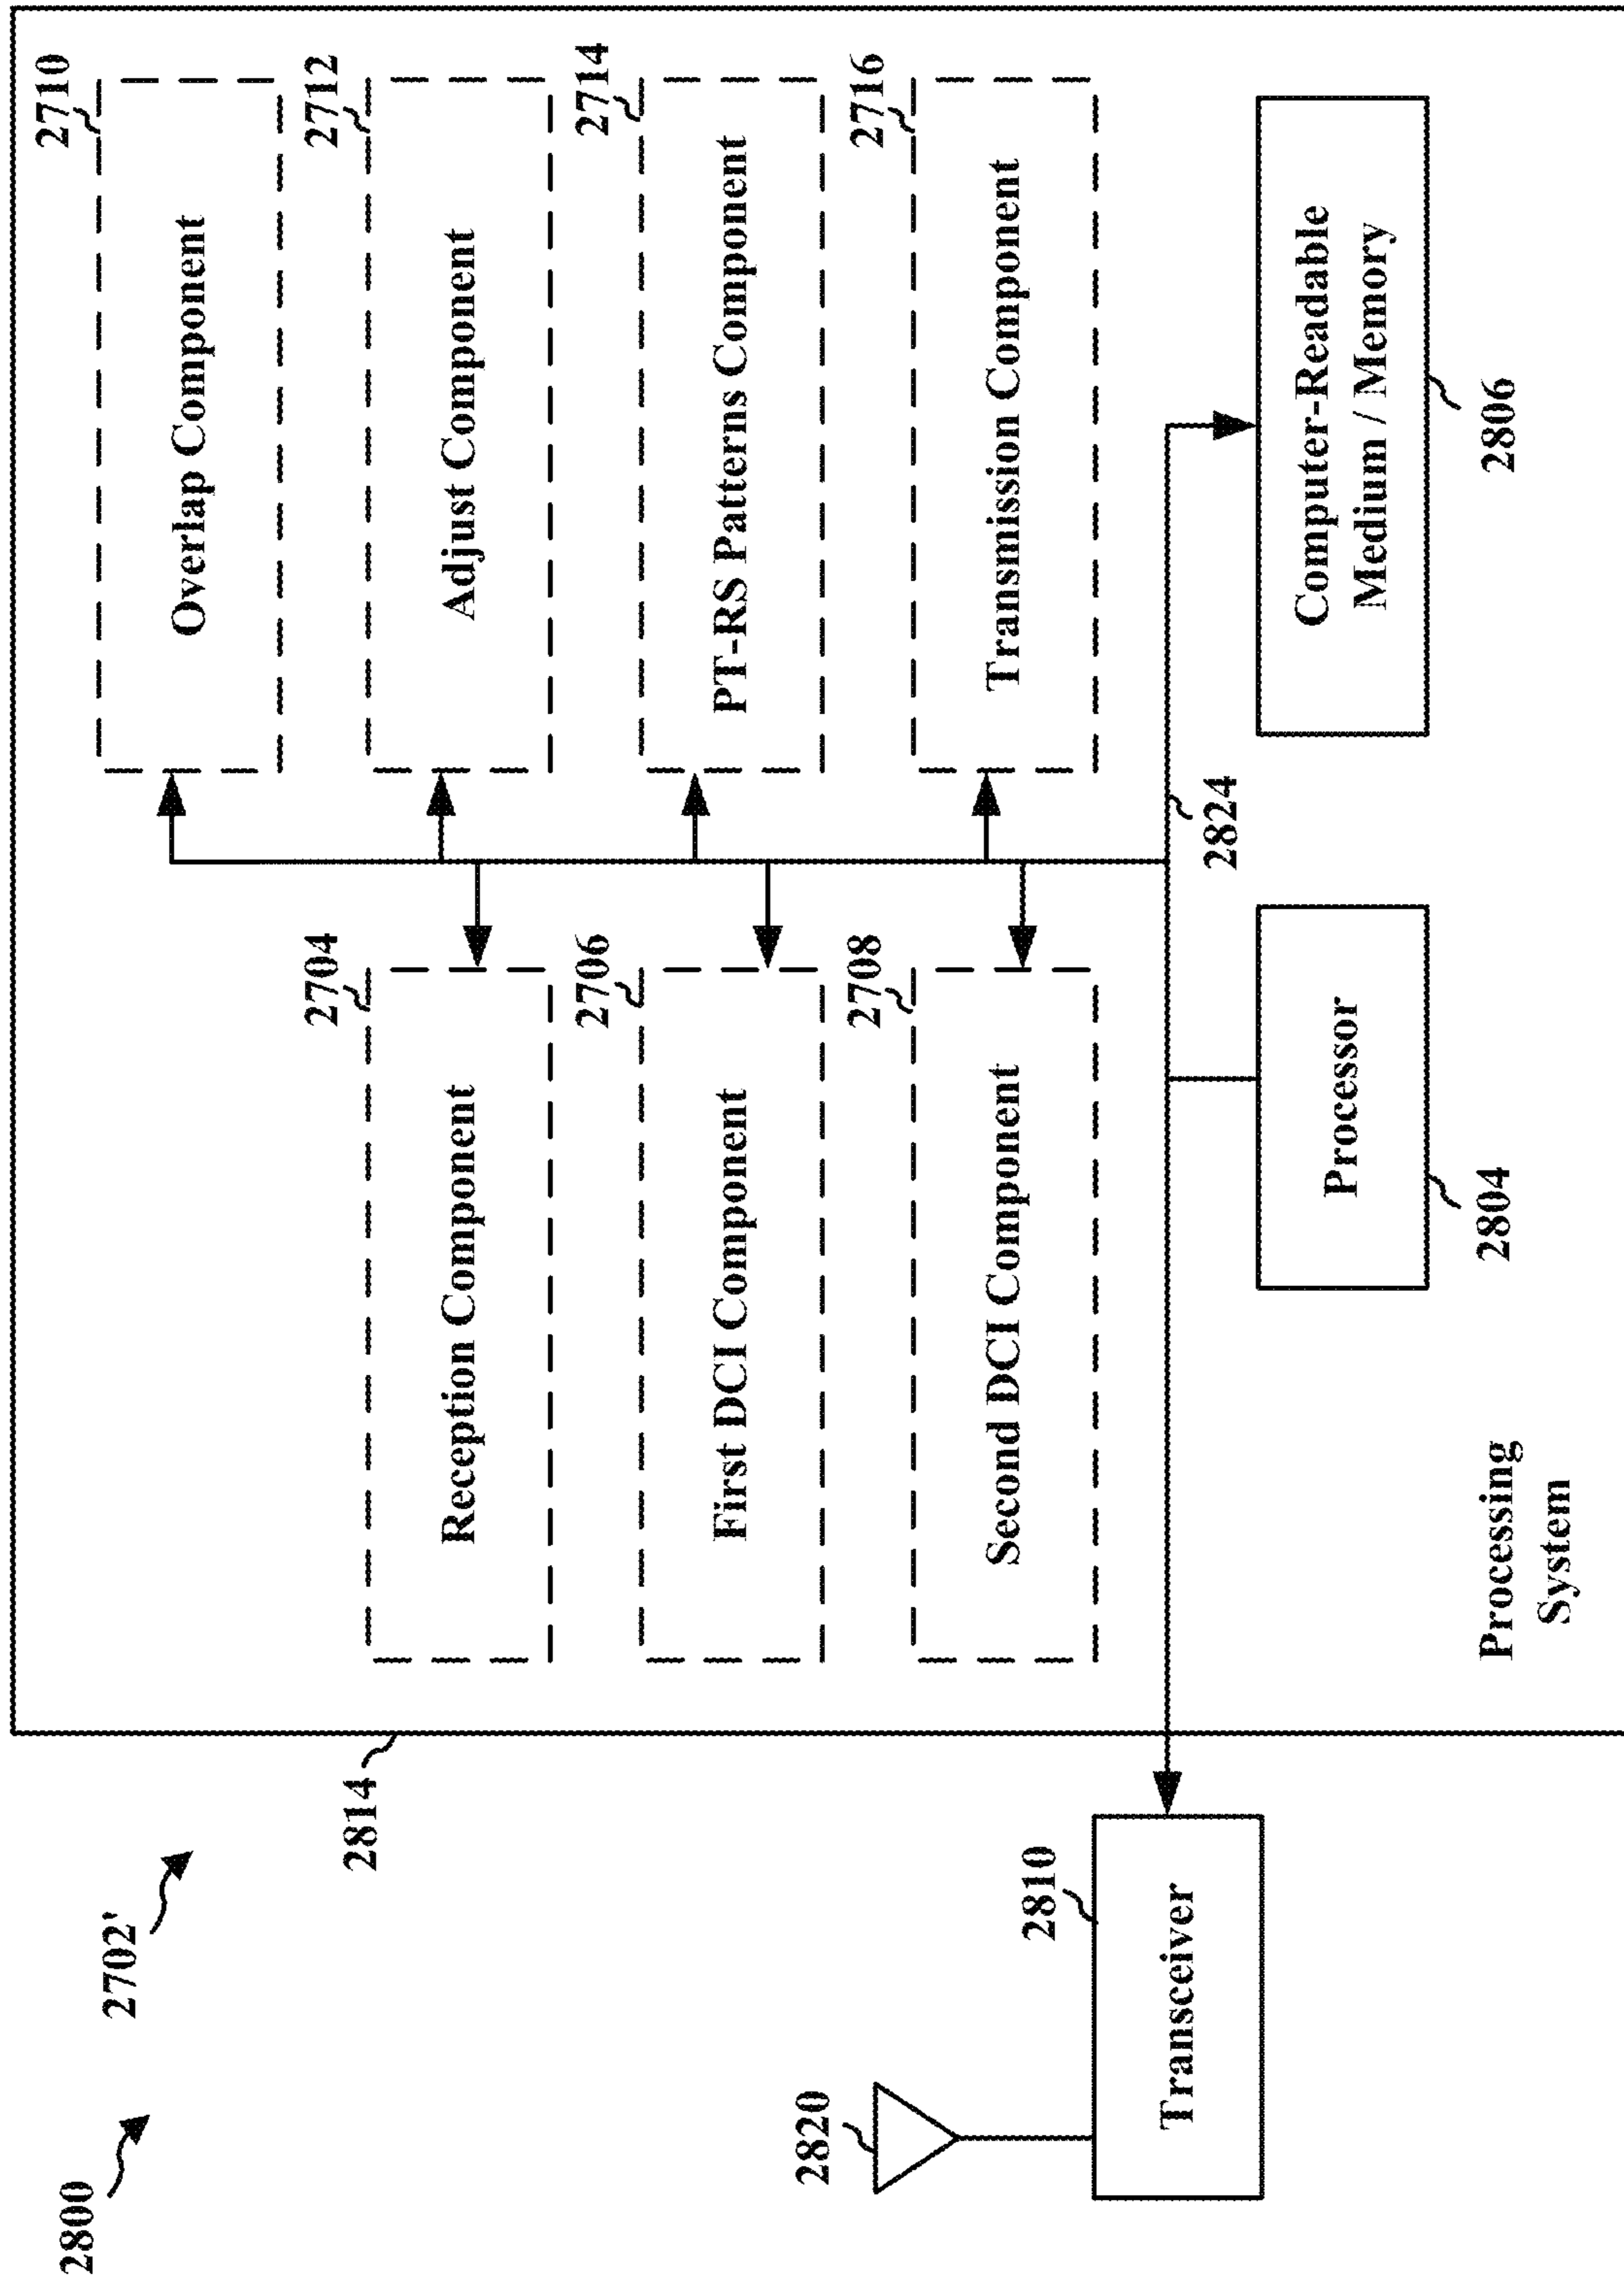 2800
2702'
2814
2710
Overlap Component
2704
Reception Component
2712
Adjust Component
2706
First DCI Component
2714
PT-RS Patterns Component
2708
Second DCI Component
2716
Transmission Component
2820
2810
Transceiver
2824
Processor
2804
Computer-Readable
Medium / Memory
2806
Processing
System